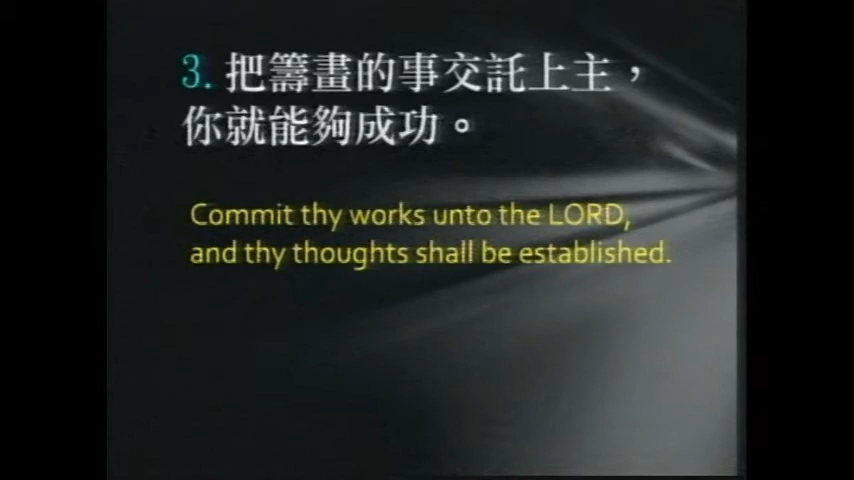 3. 把籌畫的事交託上主，
你就能夠成功。
Commit thy works unto the LORD,
and thy thoughts shall be established.